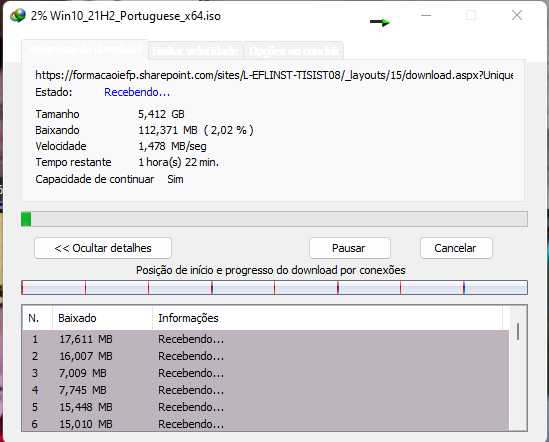 2% Win10_21H2_Portuguese_x64.iso
Progresso do download Limitar velocidade Opções ao concluir
https://formacaoiefp.sharepoint.com/sites/L-EFLINST-TISIST08/_layouts/15/download.aspx?Unique
Estado: Recebendo...
Tamanho 5,412 GB
Baixando 112,371 MB ( 2,02 % )
Velocidade 1,478 MB/seg
Tempo restante 1 hora(s) 22 min.
Capacidade de continuar Sim
<< Ocultar detalhes Pausar Cancelar
Posição de início e progresso do download por conexões
N. Baixado Informações
1 17,611 MB Recebendo...
2 16,007 MB Recebendo...
3 7,009 MB Recebendo...
4 7,745 MB Recebendo...
5 15,448 MB Recebendo...
6 15,010 MB Recebendo...